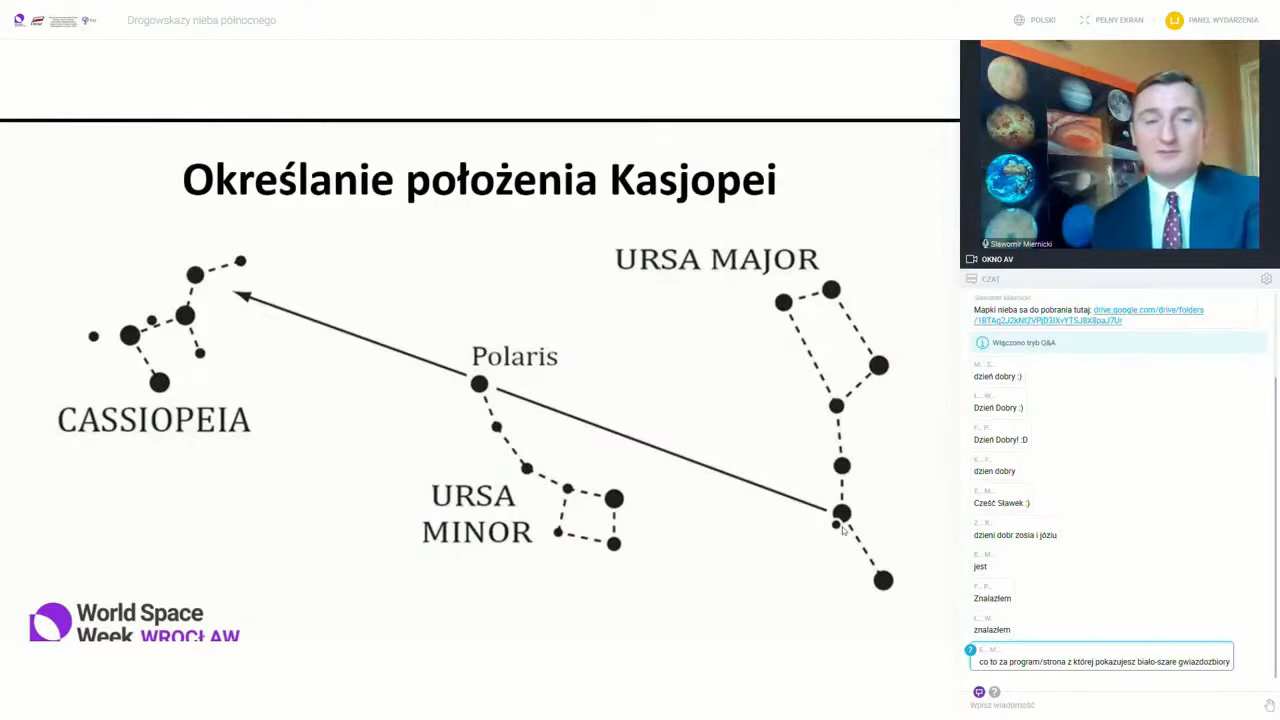 Drogowskazy nieba północnego
POLSKI
PEŁNY EKRAN
PANEL WYDARZENIA
Określanie położenia Kasjopei
URSA MAJOR
Polaris
CASSIOPEIA
URSA
MINOR
World Space
Week WROCŁAW
Sławomir Miernicki
OKNO AV
CZAT
Sławomir Miernicki
Mapki nieba sa do pobrania tutaj: drive.google.com/drive/folders
Włączono tryb Q&A
M... S...
dzień dobry :)
Ł... W...
Dzień Dobry :)
F... P...
Dzień Dobry! :D
K... F...
dzien dobry
E... M...
Cześć Sławek :)
Z... K...
dzieni dobr zosia i józiu
E... M...
jest
F... P...
Znalazłem
Ł... W...
znalazłem
E... M...
co to za program/strona z której pokazujesz biało-szare gwiazdozbiory
Wpisz wiadomość